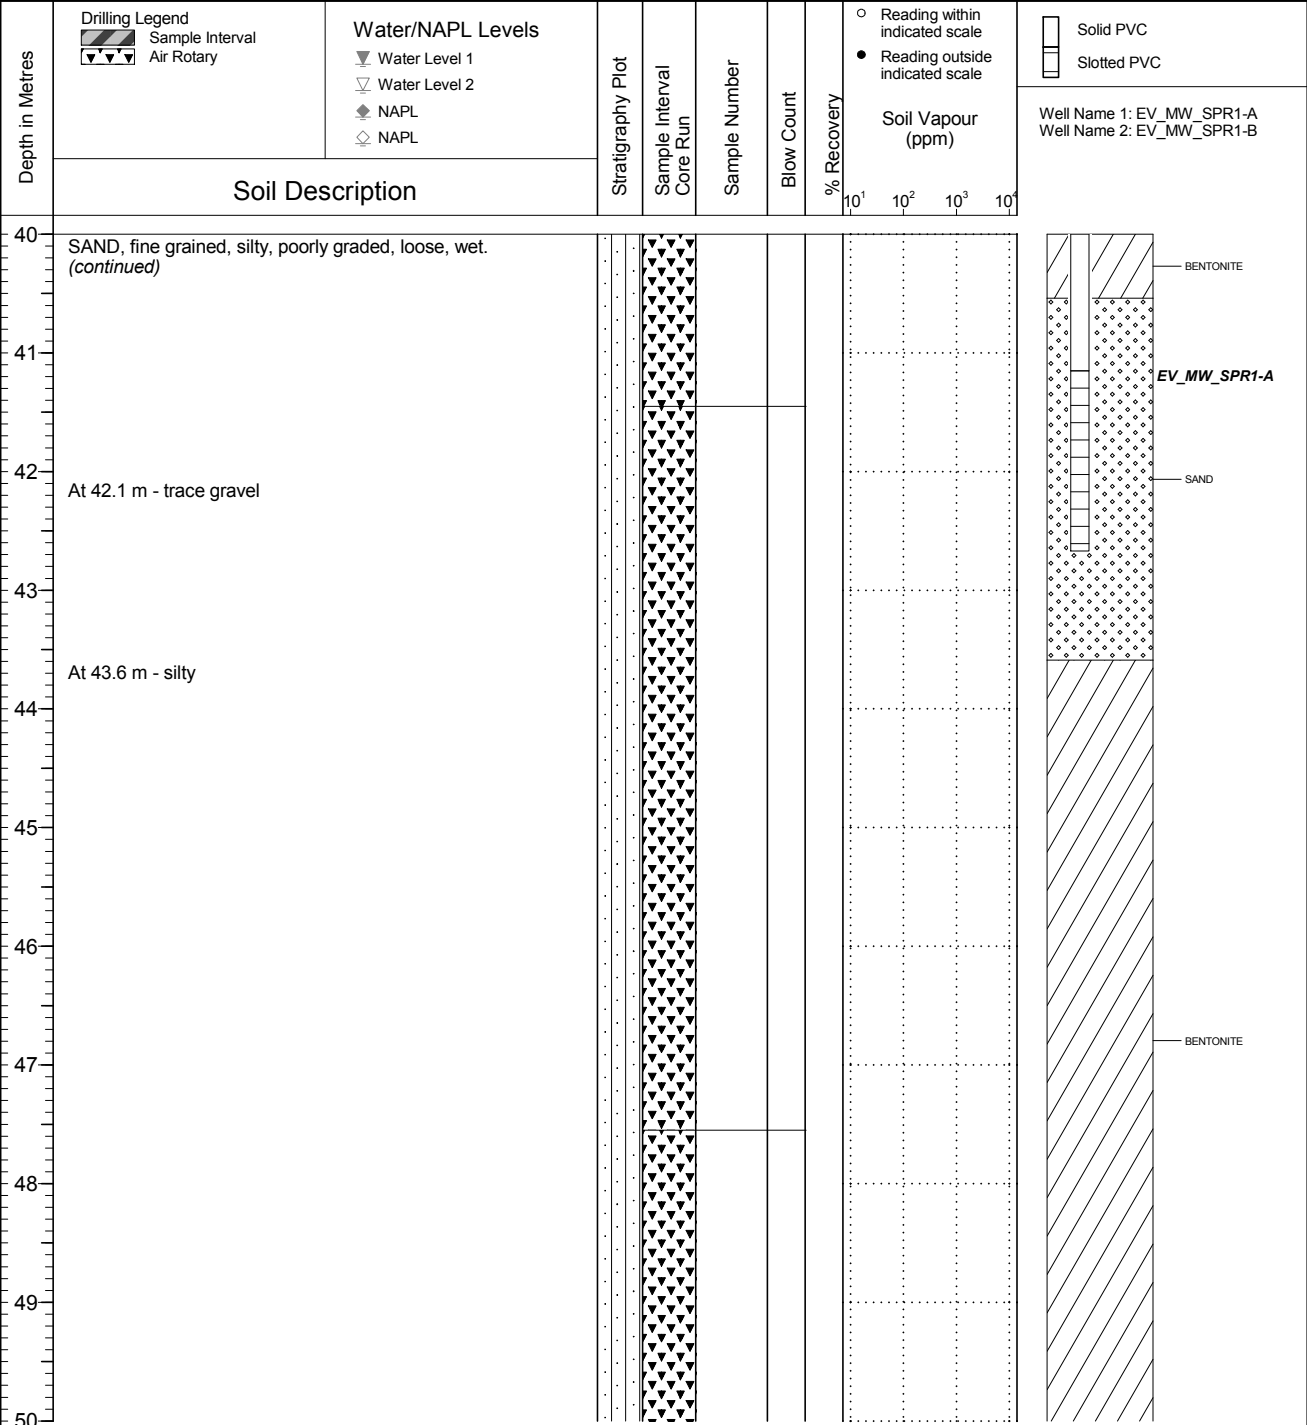 Depth in Metres
Drilling Legend
Sample Interval
Air Rotary
Water/NAPL Levels
Water Level 1
Water Level 2
NAPL
NAPL
Soil Description
Stratigraphy Plot
Sample Interval
Core Run
Sample Number
Blow Count
% Recovery
Reading within
indicated scale
Reading outside
indicated scale
Soil Vapour
(ppm)
10¹ 10² 10³ 10⁴
Solid PVC
Slotted PVC
Well Name 1: EV_MW_SPR1-A
Well Name 2: EV_MW_SPR1-B
40
SAND, fine grained, silty, poorly graded, loose, wet.
(continued)
BENTONITE
41
EV_MW_SPR1-A
42
At 42.1 m - trace gravel
SAND
43
At 43.6 m - silty
44
45
46
47
BENTONITE
48
49
50